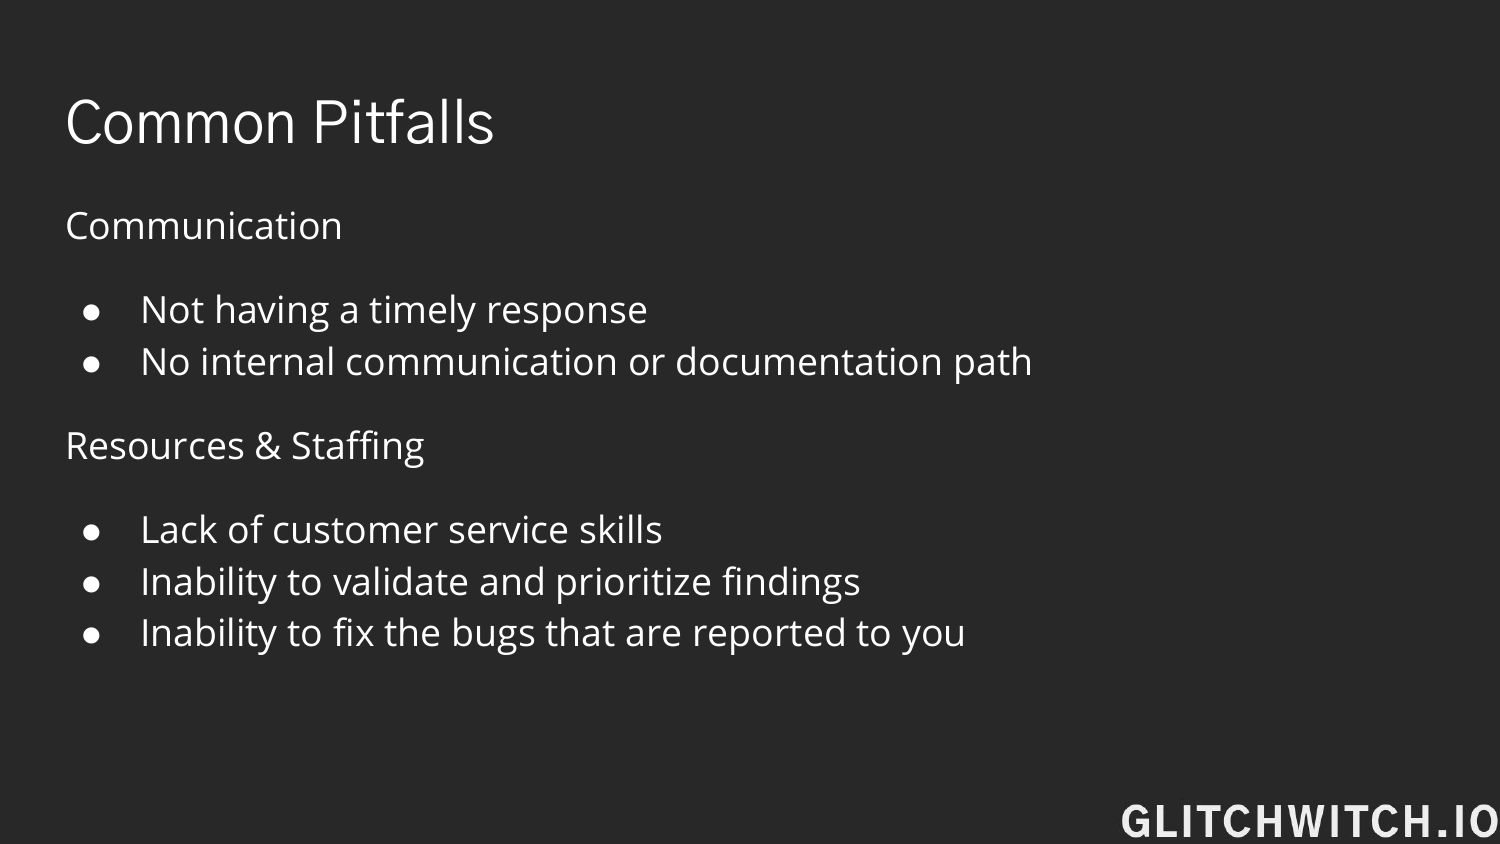 Common Pitfalls
Communication
● Not having a timely response
● No internal communication or documentation path
Resources & Staffing
● Lack of customer service skills
● Inability to validate and prioritize findings
● Inability to fix the bugs that are reported to you
GLITCHWITCH.IO